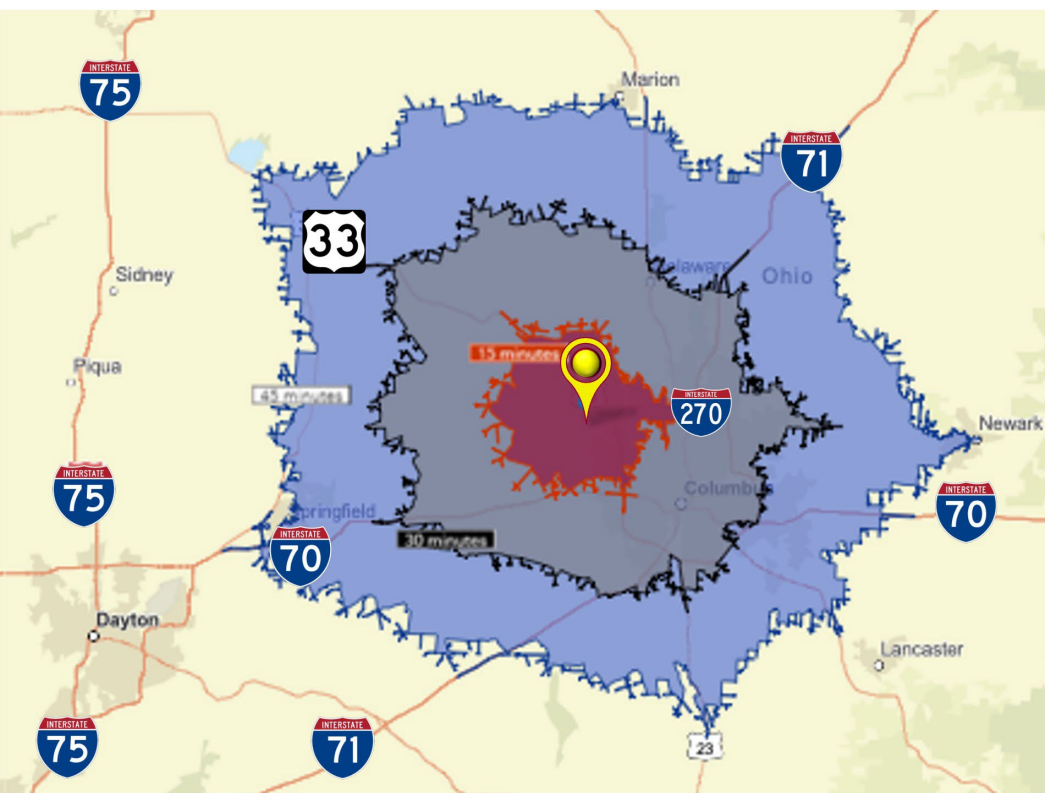 INTERSTATE
75
Marion
INTERSTATE
71
33
Delaware
Ohio
Sidney
15 minutes
Piqua
45 minutes
INTERSTATE
270
Newark
INTERSTATE
75
Columbus
INTERSTATE
70
Springfield
30 minutes
INTERSTATE
70
Dayton
Lancaster
INTERSTATE
75
INTERSTATE
71
23